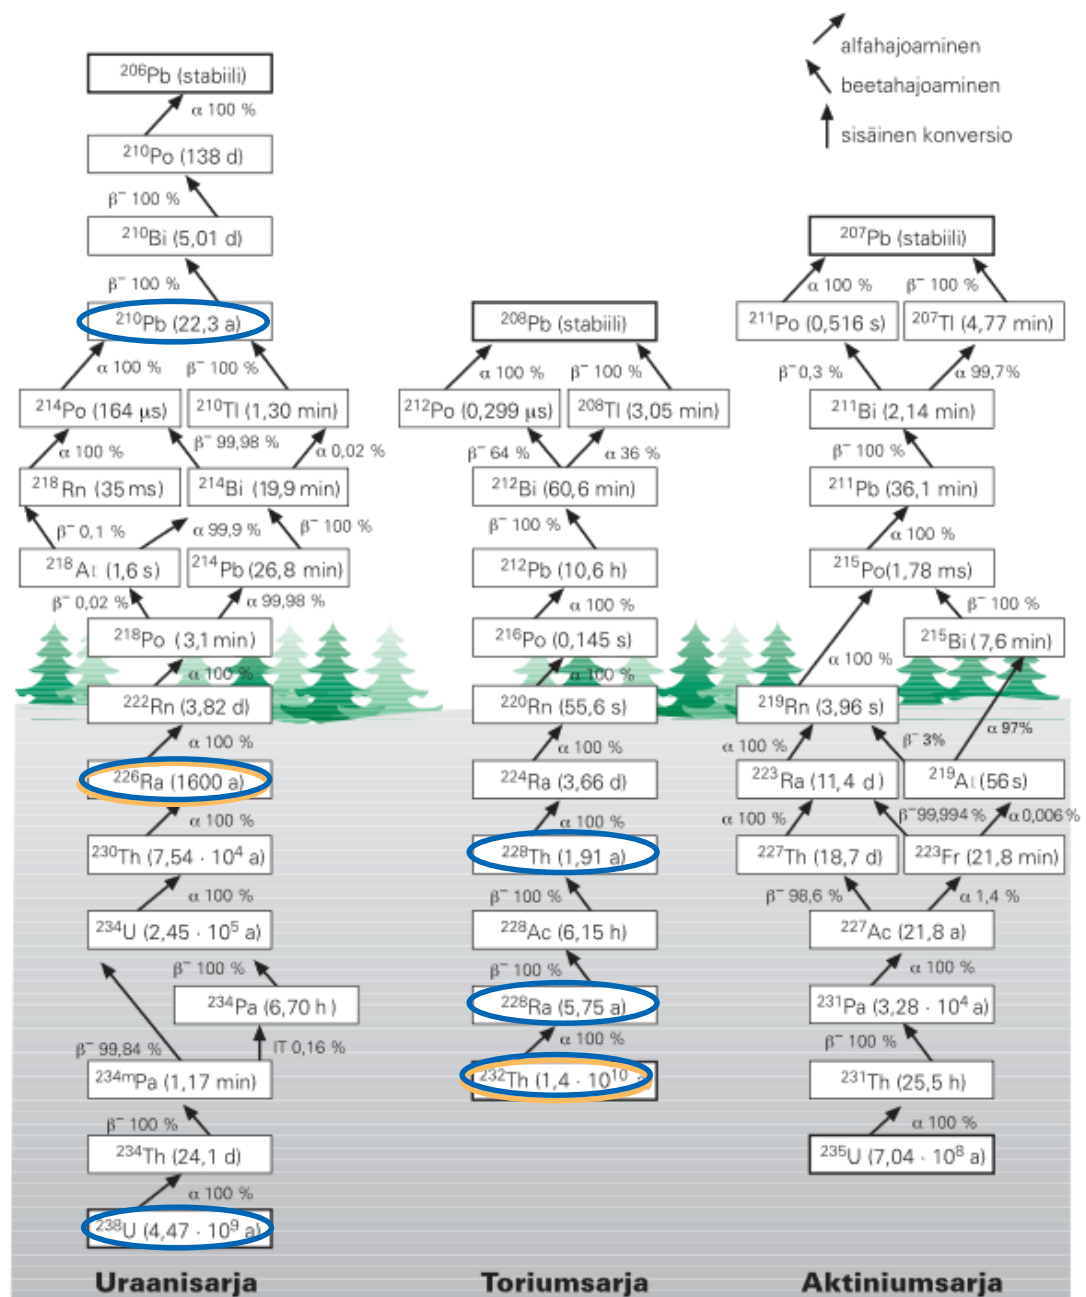 alfahajoaminen
beetahajoaminen
sisäinen konversio
²⁰⁶Pb (stabiili)
α 100 %
²¹⁰Po (138 d)
β⁻ 100 %
²¹⁰Bi (5,01 d)
β⁻ 100 %
²¹⁰Pb (22,3 a)
α 100 %
β⁻ 100 %
²¹⁴Po (164 µs)
²¹⁰Tl (1,30 min)
α 100 %
β⁻ 99,98 %
α 0,02 %
²¹⁸Rn (35 ms)
²¹⁴Bi (19,9 min)
β⁻ 0,1 %
α 99,9 %
β⁻ 100 %
²¹⁸At (1,6 s)
²¹⁴Pb (26,8 min)
β⁻ 0,02 %
α 99,98 %
²¹⁸Po (3,1 min)
α 100 %
²²²Rn (3,82 d)
α 100 %
²²⁶Ra (1600 a)
α 100 %
²³⁰Th (7,54 · 10⁴ a)
α 100 %
²³⁴U (2,45 · 10⁵ a)
β⁻ 100 %
²³⁴Pa (6,70 h)
β⁻ 99,84 %
IT 0,16 %
²³⁴ᵐPa (1,17 min)
β⁻ 100 %
²³⁴Th (24,1 d)
α 100 %
²³⁸U (4,47 · 10⁹ a)
Uraanisarja
²⁰⁸Pb (stabiili)
α 100 %
β⁻ 100 %
²¹²Po (0,299 µs)
²⁰⁸Tl (3,05 min)
β⁻ 64 %
α 36 %
²¹²Bi (60,6 min)
β⁻ 100 %
²¹²Pb (10,6 h)
α 100 %
²¹⁶Po (0,145 s)
α 100 %
²²⁰Rn (55,6 s)
α 100 %
²²⁴Ra (3,66 d)
α 100 %
²²⁸Th (1,91 a)
β⁻ 100 %
²²⁸Ac (6,15 h)
β⁻ 100 %
²²⁸Ra (5,75 a)
α 100 %
²³²Th (1,4 · 10¹⁰ a)
Toriumsarja
²⁰⁷Pb (stabiili)
α 100 %
β⁻ 100 %
²¹¹Po (0,516 s)
²⁰⁷Tl (4,77 min)
β⁻0,3 %
α 99,7%
²¹¹Bi (2,14 min)
β⁻ 100 %
²¹¹Pb (36,1 min)
α 100 %
²¹⁵Po(1,78 ms)
β⁻ 100 %
²¹⁵Bi (7,6 min)
α 100 %
²¹⁹Rn (3,96 s)
α 97%
α 100 %
β⁻ 3%
²²³Ra (11,4 d)
²¹⁹At (56 s)
α 100 %
β⁻99,994 %
α 0,006 %
²²⁷Th (18,7 d)
²²³Fr (21,8 min)
β⁻ 98,6 %
α 1,4 %
²²⁷Ac (21,8 a)
α 100 %
²³¹Pa (3,28 · 10⁴ a)
β⁻ 100 %
²³¹Th (25,5 h)
α 100 %
²³⁵U (7,04 · 10⁸ a)
Aktiniumsarja